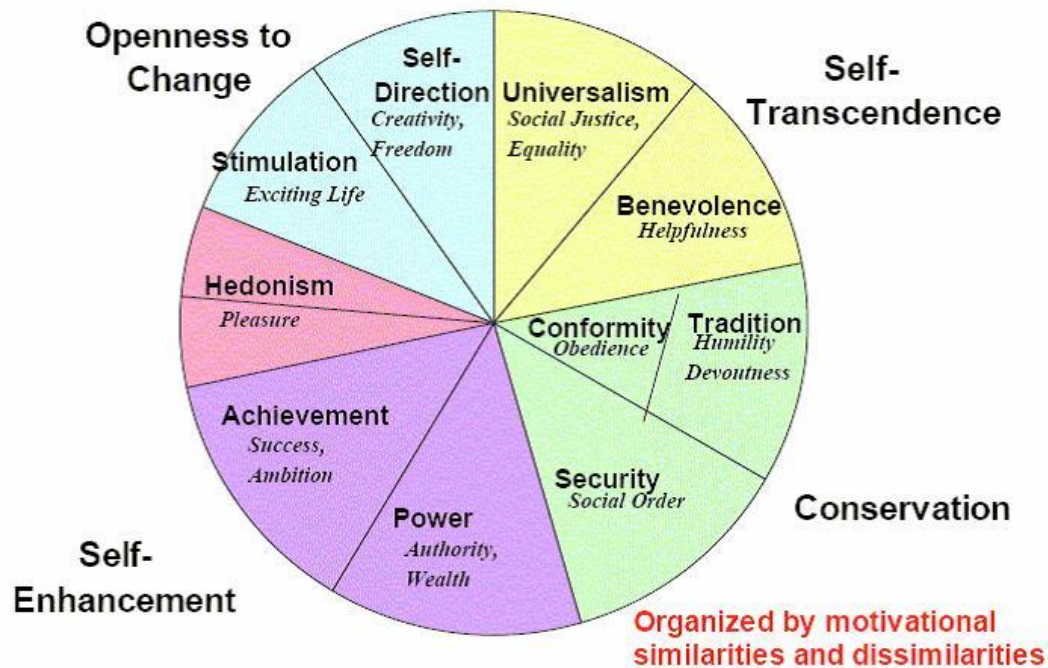 Openness to
Change
Self-
Transcendence
Self-
Direction
Creativity,
Freedom
Universalism
Social Justice,
Equality
Stimulation
Exciting Life
Benevolence
Helpfulness
Hedonism
Pleasure
Conformity
Obedience
Tradition
Humility
Devoutness
Achievement
Success,
Ambition
Security
Social Order
Power
Authority,
Wealth
Conservation
Self-
Enhancement
Organized by motivational
similarities and dissimilarities